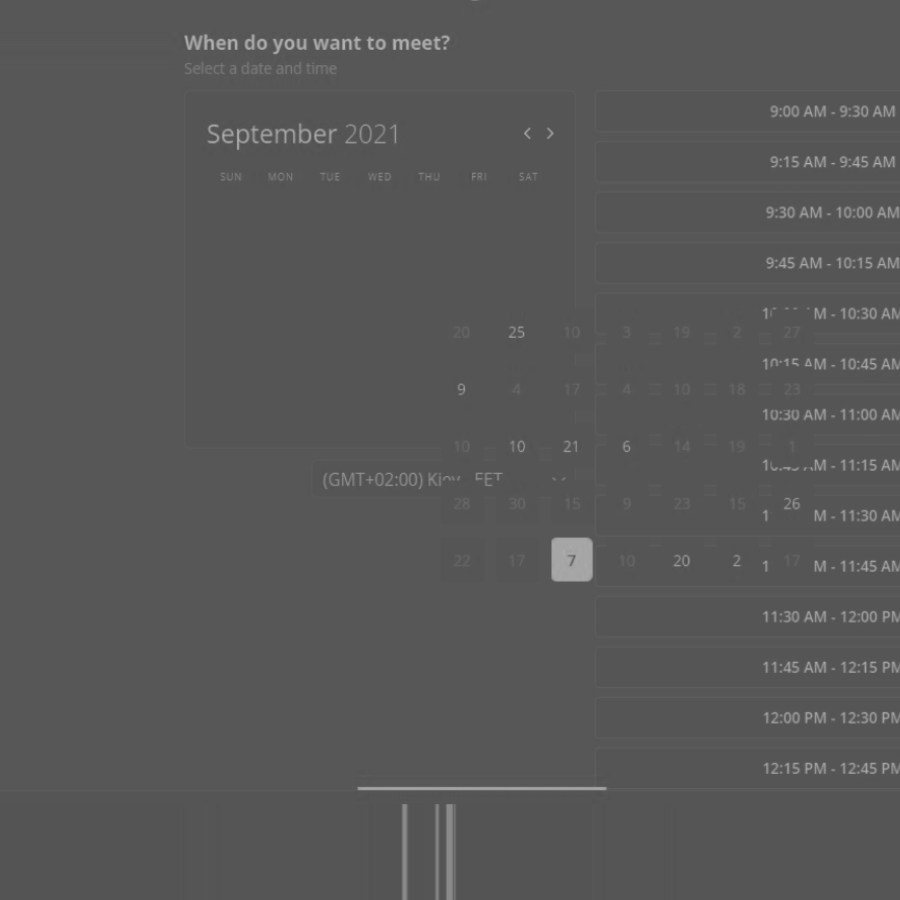 When do you want to meet?
Select a date and time
September 2021
SUN MON TUE WED THU FRI SAT
9:00 AM - 9:30 AM
9:15 AM - 9:45 AM
9:30 AM - 10:00 AM
9:45 AM - 10:15 AM
M - 10:30 AM
20 25 10 3 19 2 27
10:15 AM - 10:45 AM
9 4 17 4 10 18 23
10:30 AM - 11:00 AM
10 10 21 6 14 19 1
10:45 AM - 11:15 AM
(GMT+02:00) Kiev EET
28 30 15 9 23 15 26
1 M - 11:30 AM
22 17 7 10 20 2 17
1 M - 11:45 AM
11:30 AM - 12:00 PM
11:45 AM - 12:15 PM
12:00 PM - 12:30 PM
12:15 PM - 12:45 PM